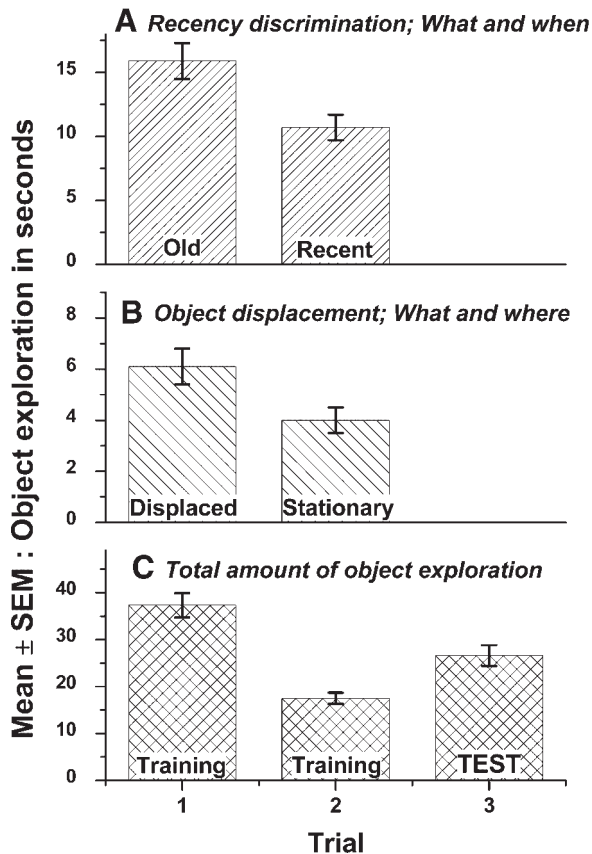 Mean ± SEM : Object exploration in seconds
A Recency discrimination; What and when
15
10
5
0
Old
Recent
B Object displacement; What and where
8
6
4
2
0
Displaced
Stationary
C Total amount of object exploration
40
30
20
10
0
Training
Training
TEST
1 2 3
Trial